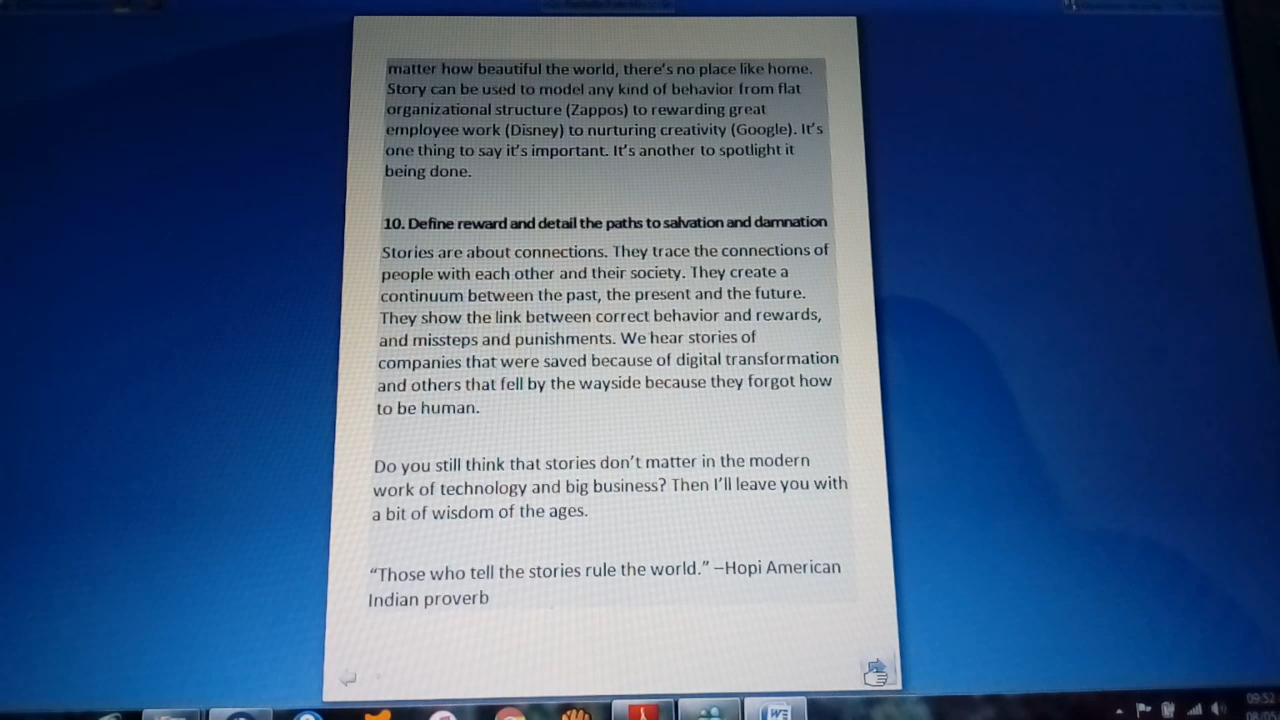 matter how beautiful the world, there's no place like home.
Story can be used to model any kind of behavior from flat
organizational structure (Zappos) to rewarding great
employee work (Disney) to nurturing creativity (Google). It's
one thing to say it's important. It's another to spotlight it
being done.
10. Define reward and detail the paths to salvation and damnation
Stories are about connections. They trace the connections of
people with each other and their society. They create a
continuum between the past, the present and the future.
They show the link between correct behavior and rewards,
and missteps and punishments. We hear stories of
companies that were saved because of digital transformation
and others that fell by the wayside because they forgot how
to be human.
Do you still think that stories don't matter in the modern
work of technology and big business? Then I'll leave you with
a bit of wisdom of the ages.
“Those who tell the stories rule the world.” –Hopi American
Indian proverb
09:52